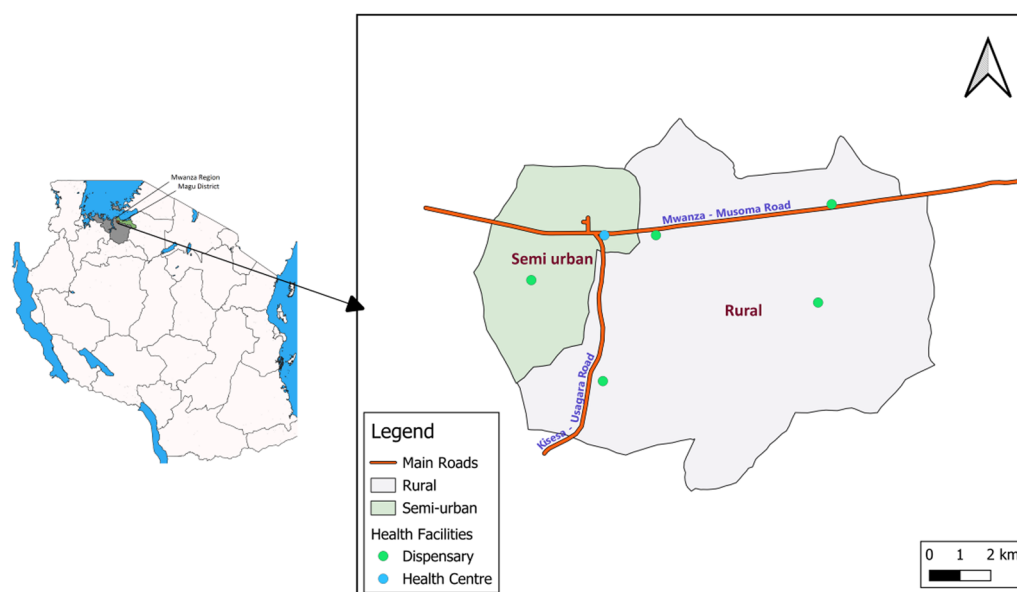 Mwanza Region
Magu District
Mwanza - Musoma Road
Semi urban
Rural
Kisesa - Usagara Road
Legend
Main Roads
Rural
Semi-urban
Health Facilities
Dispensary
Health Centre
0 1 2 km